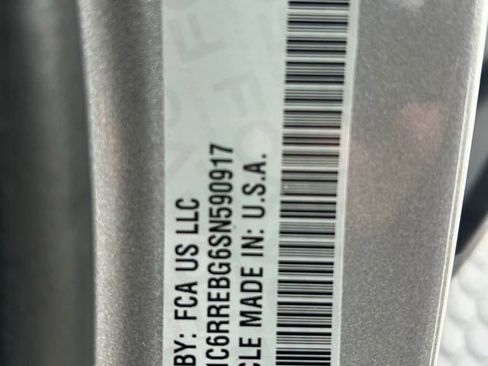 BY: FCA US LLC
1C6RREBG6SN590917
CLE MADE IN: U.S.A.